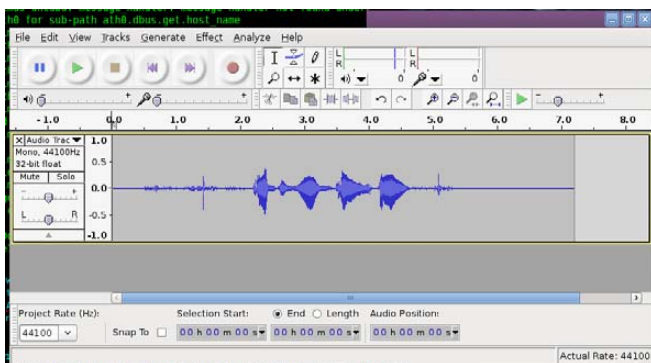 h0 for sub-path ath0.dbus.get.host_name
File Edit View Tracks Generate Effect Analyze Help
L
R
0
L
R
0
- + - +
- 1.0 0.0 1.0 2.0 3.0 4.0 5.0 6.0 7.0 8.0
X Audio Trac
Mono, 44100Hz
32-bit float
Mute Solo
- +
L R
1.0
0.5
0.0
-0.5
-1.0
Project Rate (Hz): Selection Start: End Length Audio Position:
44100 Snap To 00 h 00 m 00 s 00 h 00 m 00 s 00 h 00 m 00 s
Actual Rate: 44100